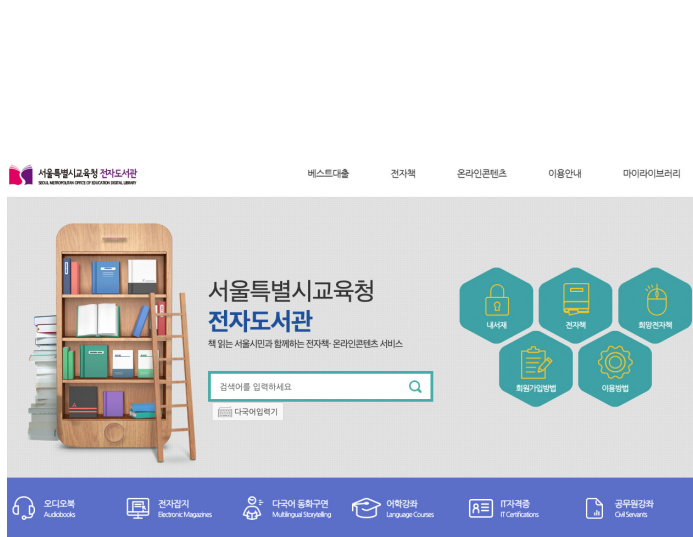 서울특별시교육청 전자도서관
SEOUL METROPOLITAN OFFICE OF EDUCATION DIGITAL LIBRARY
베스트대출 전자책 온라인콘텐츠 이용안내 마이라이브러리
서울특별시교육청
전자도서관
책 읽는 서울시민과 함께하는 전자책·온라인콘텐츠 서비스
검색어를 입력하세요
다국어입력기
내서재 전자책 희망전자책
회원가입방법 이용방법
오디오북 전자잡지 다국어 동화구연 어학강좌 IT자격증 공무원강좌
Audiobooks Electronic Magazines Multilingual Storytelling Language Courses IT Certifications Civil Servants